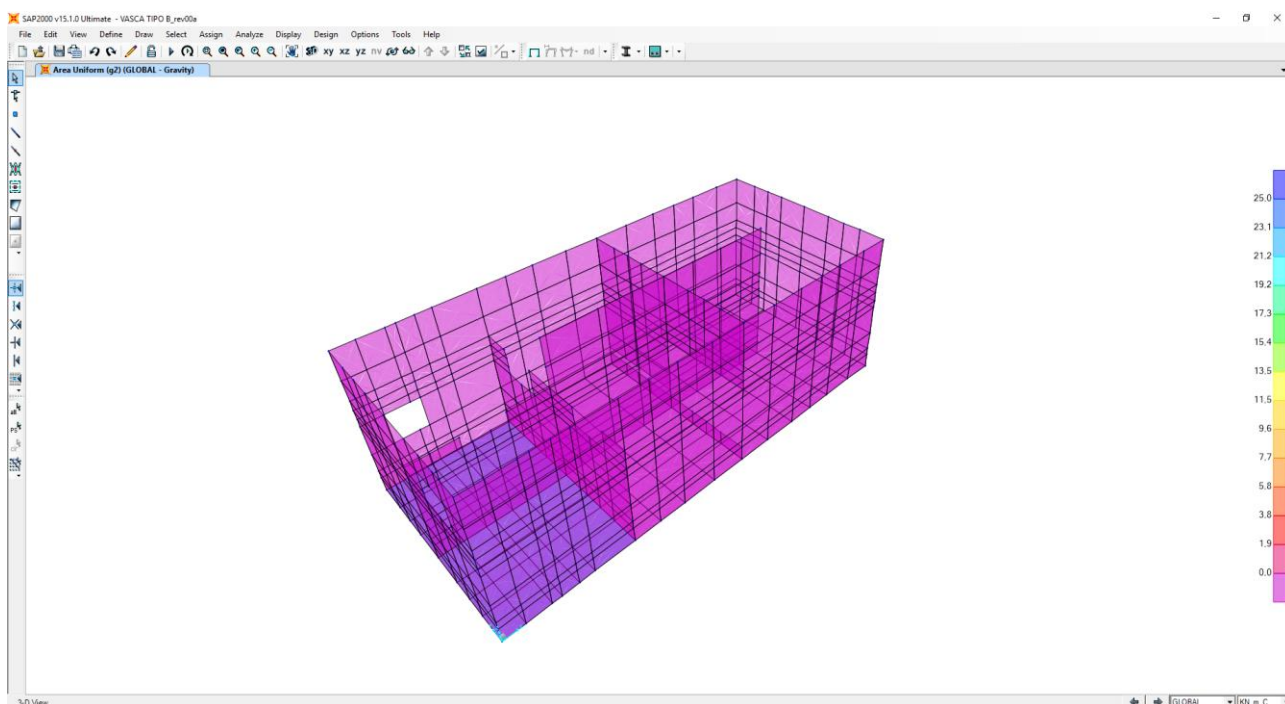 SAP2000 v15.1.0 Ultimate - VASCA TIPO B_rev00a
File Edit View Define Draw Select Assign Analyze Display Design Options Tools Help
xy xz yz nv nd
Area Uniform (g2) (GLOBAL - Gravity)
25.0
23.1
21.2
19.2
17.3
15.4
13.5
11.5
9.6
7.7
5.8
3.8
1.9
0.0
3-D View
GLOBAL
KN, m, C